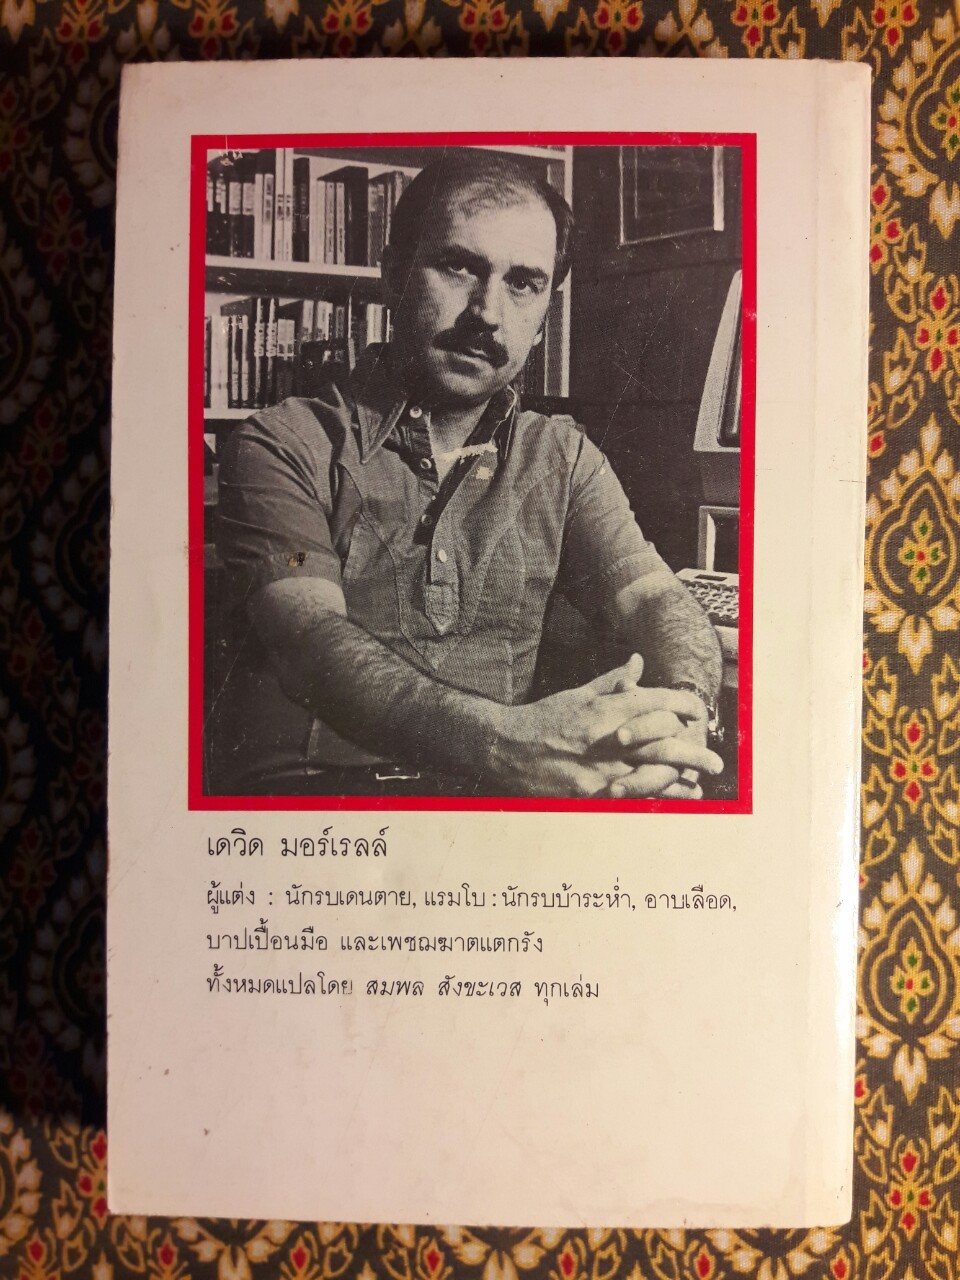 เดวิด มอร์เรลล์
ผู้แต่ง : นักรบเดนตาย, แรมโบ : นักรบบ้าระห่ำ, อาบเลือด,
บาปเปื้อนมือ และเพชฌฆาตแตกรัง
ทั้งหมดแปลโดย สมพล สังขะเวส ทุกเล่ม